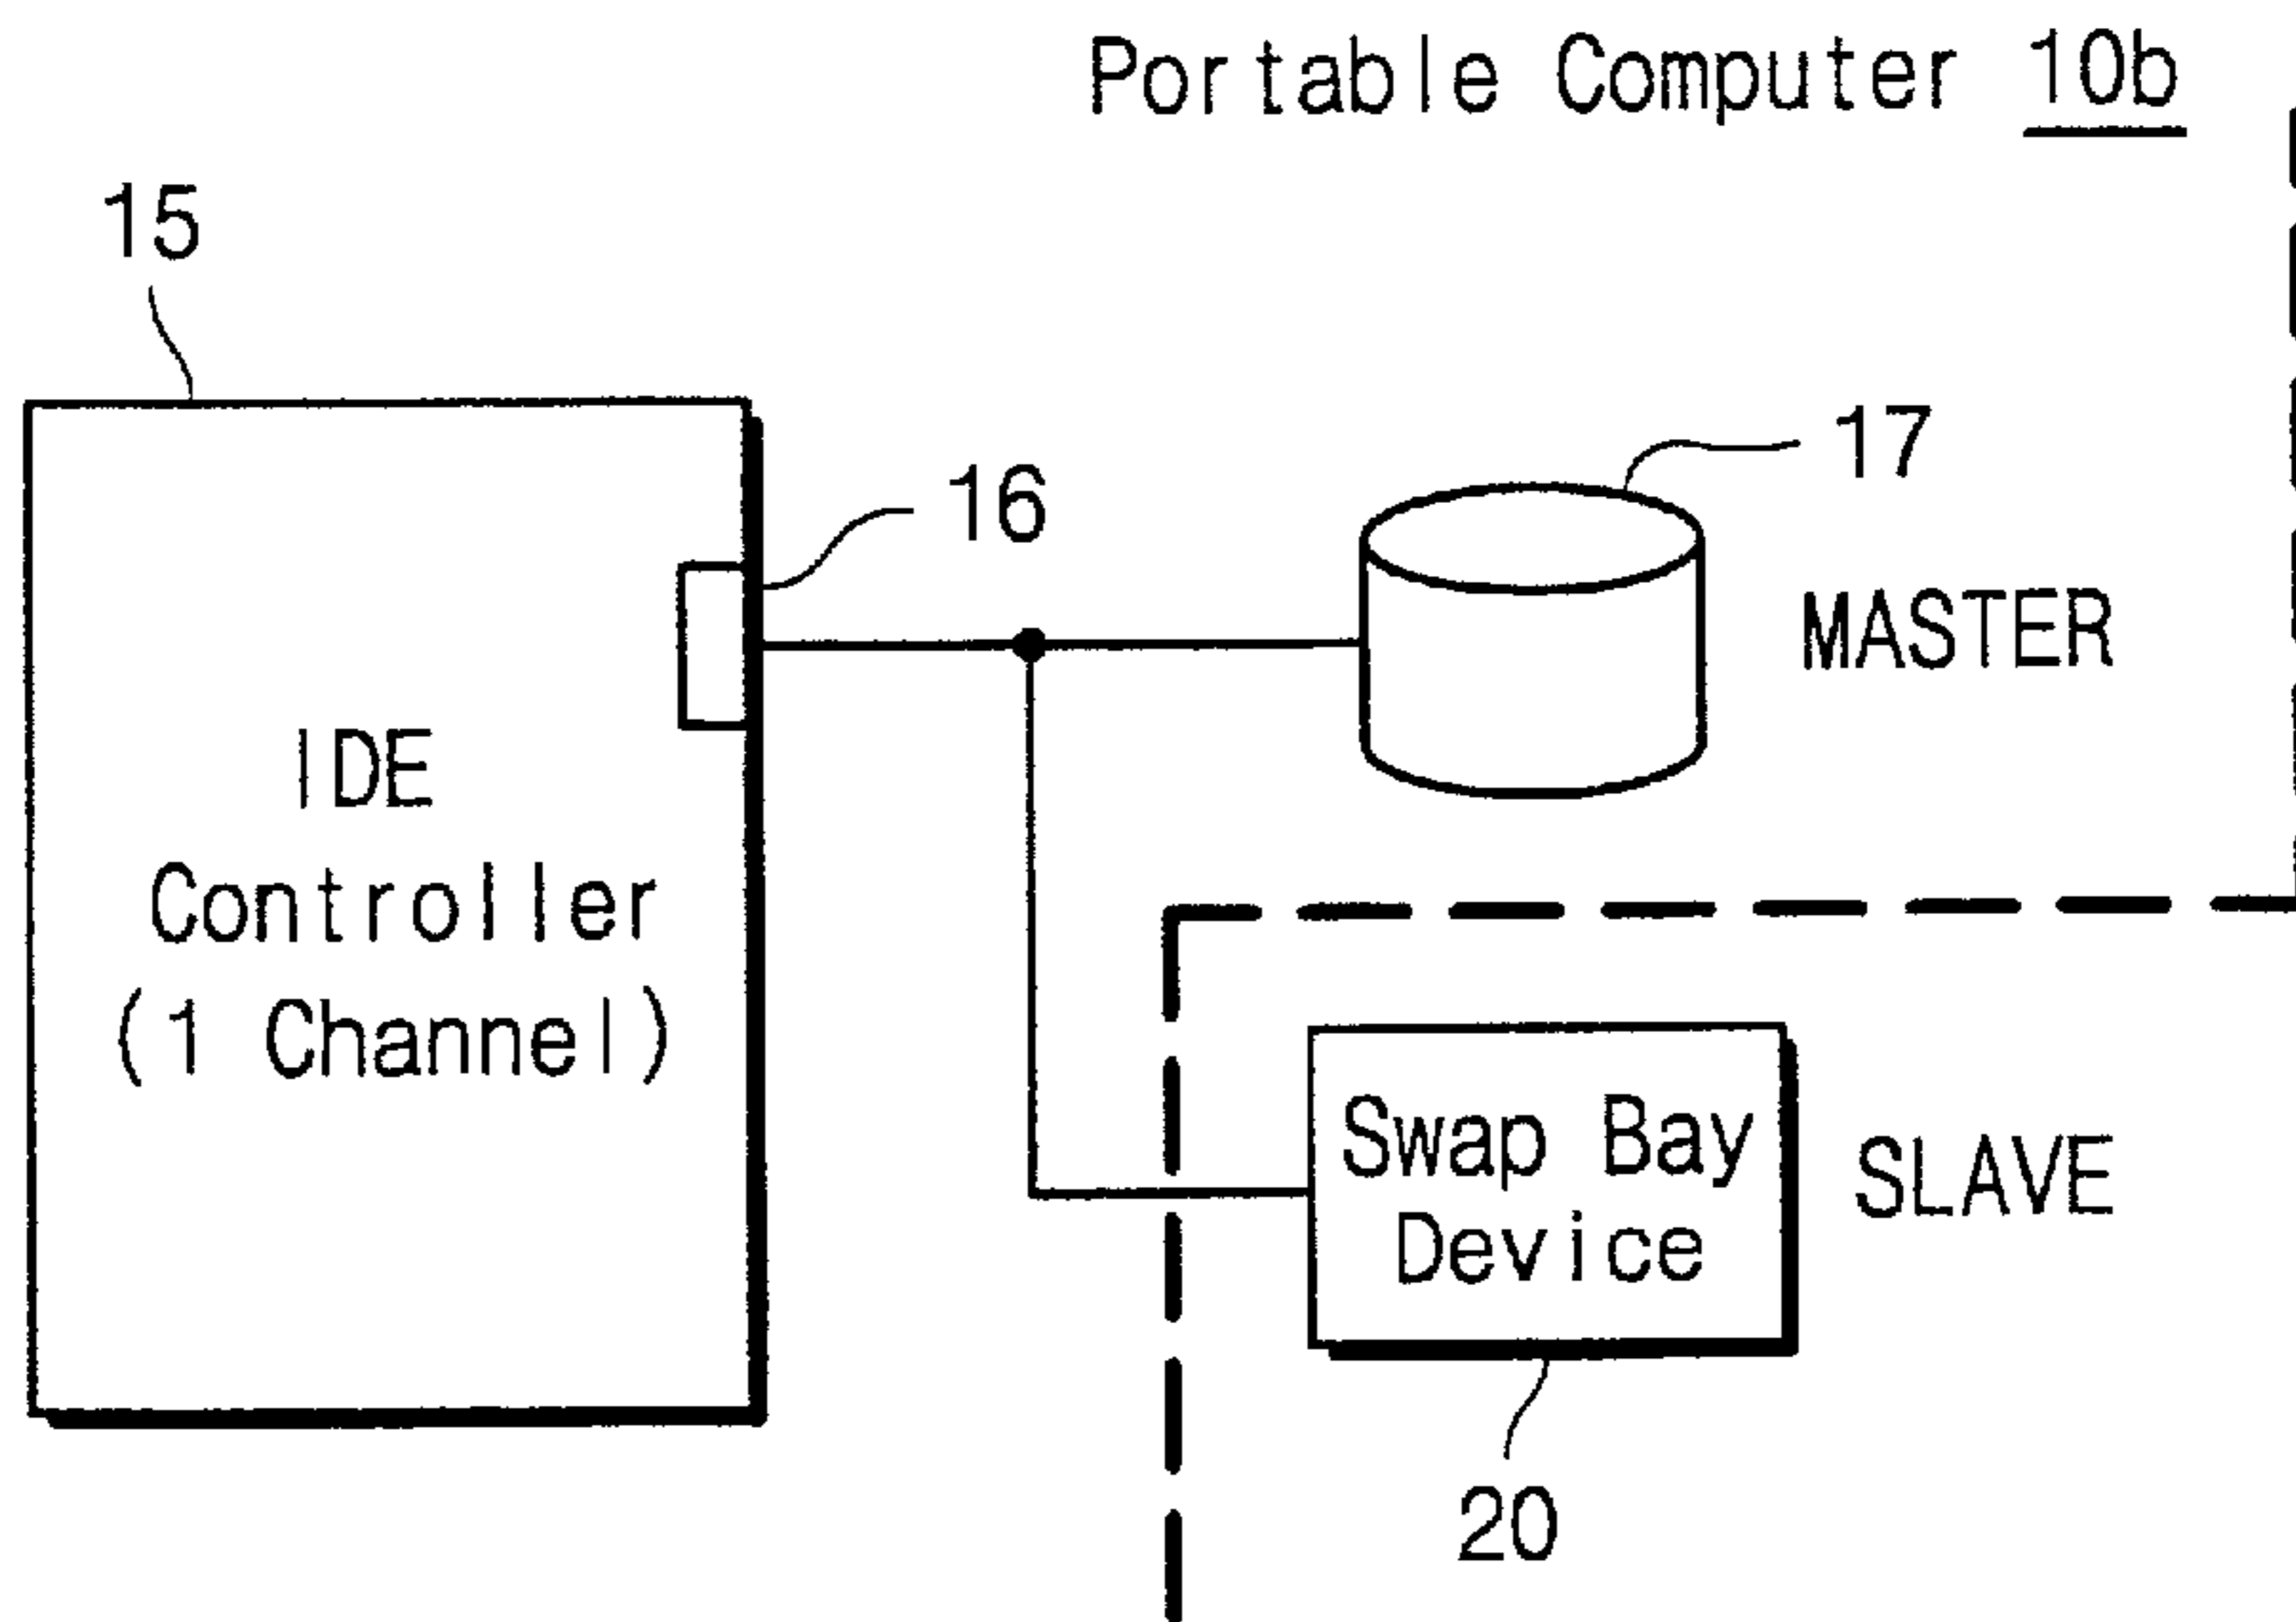 Portable Computer 10b
15
17
16
MASTER
IDE
Controller
(1 Channel)
Swap Bay
Device
SLAVE
20